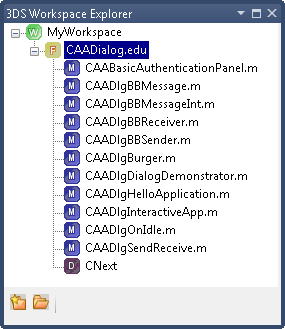 3DS Workspace Explorer
W MyWorkspace
F CAADialog.edu
M CAABasicAuthenticationPanel.m
M CAADlgBBMessage.m
M CAADlgBBMessageInt.m
M CAADlgBBReceiver.m
M CAADlgBBSender.m
M CAADlgBurger.m
M CAADlgDialogDemonstrator.m
M CAADlgHelloApplication.m
M CAADlgInteractiveApp.m
M CAADlgOnIdle.m
M CAADlgSendReceive.m
D CNext